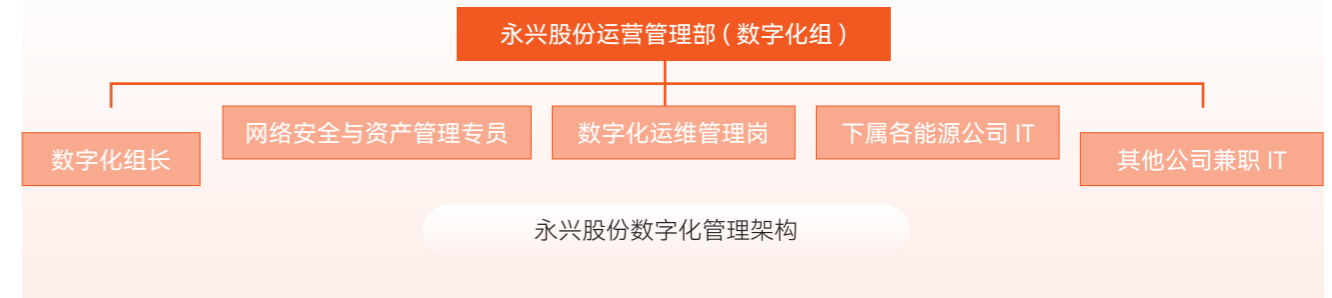 永兴股份运营管理部（数字化组）
数字化组长
网络安全与资产管理专员
数字化运维管理岗
下属各能源公司 IT
其他公司兼职 IT
永兴股份数字化管理架构